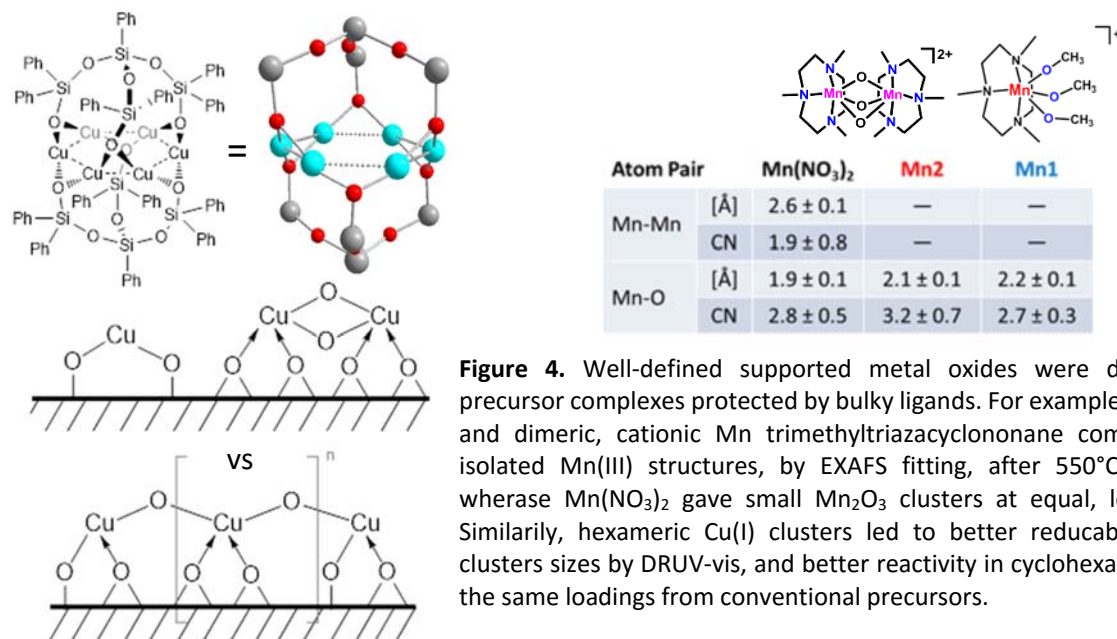 Ph Ph
Ph O Si O Ph
Ph Si O Si Ph
Ph Si Ph
O Ph O
Cu O Cu
Cu Cu
Cu Cu
O Ph Si O
Ph Ph
Si O Si O Si
Ph Ph
Ph Ph
=
Cu
O O
O
Cu Cu
O
O O O O
vs
n
O O
Cu Cu Cu
O O O O O O
]2+
N N N
O
Mn O Mn
O
N N N
]+
N
N Mn N
O CH3
O CH3
O CH3
Atom Pair Mn(NO3)2 Mn2 Mn1
Mn-Mn [Å] 2.6 ± 0.1 — —
CN 1.9 ± 0.8 — —
Mn-O [Å] 1.9 ± 0.1 2.1 ± 0.1 2.2 ± 0.1
CN 2.8 ± 0.5 3.2 ± 0.7 2.7 ± 0.3
Figure 4. Well-defined supported metal oxides were d
precursor complexes protected by bulky ligands. For example
and dimeric, cationic Mn trimethyltriazacyclononane com
isolated Mn(III) structures, by EXAFS fitting, after 550°C
wherase Mn(NO3)2 gave small Mn2O3 clusters at equal, l
Similarily, hexameric Cu(I) clusters led to better reducab
clusters sizes by DRUV-vis, and better reactivity in cyclohexa
the same loadings from conventional precursors.